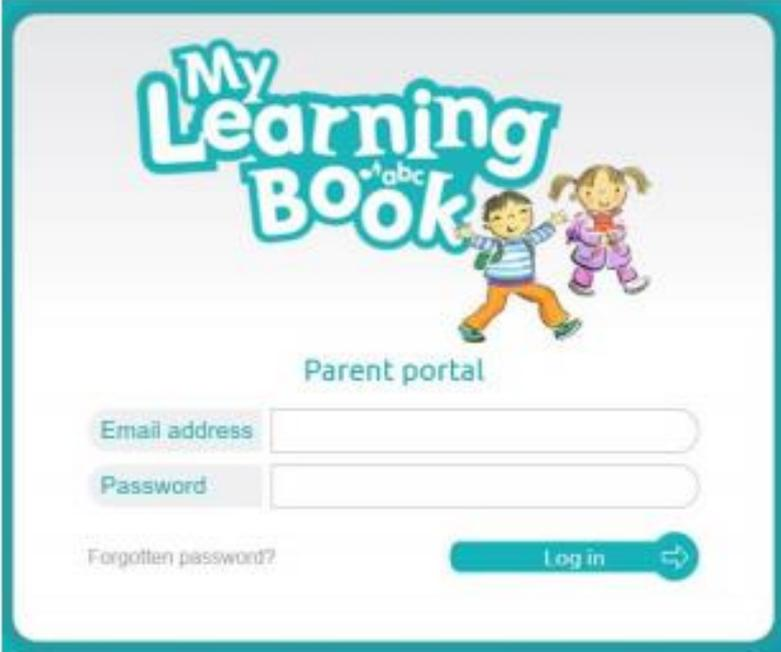 My
Learning
abc
Book
Parent portal
Email address
Password
Forgotten password?
Log in